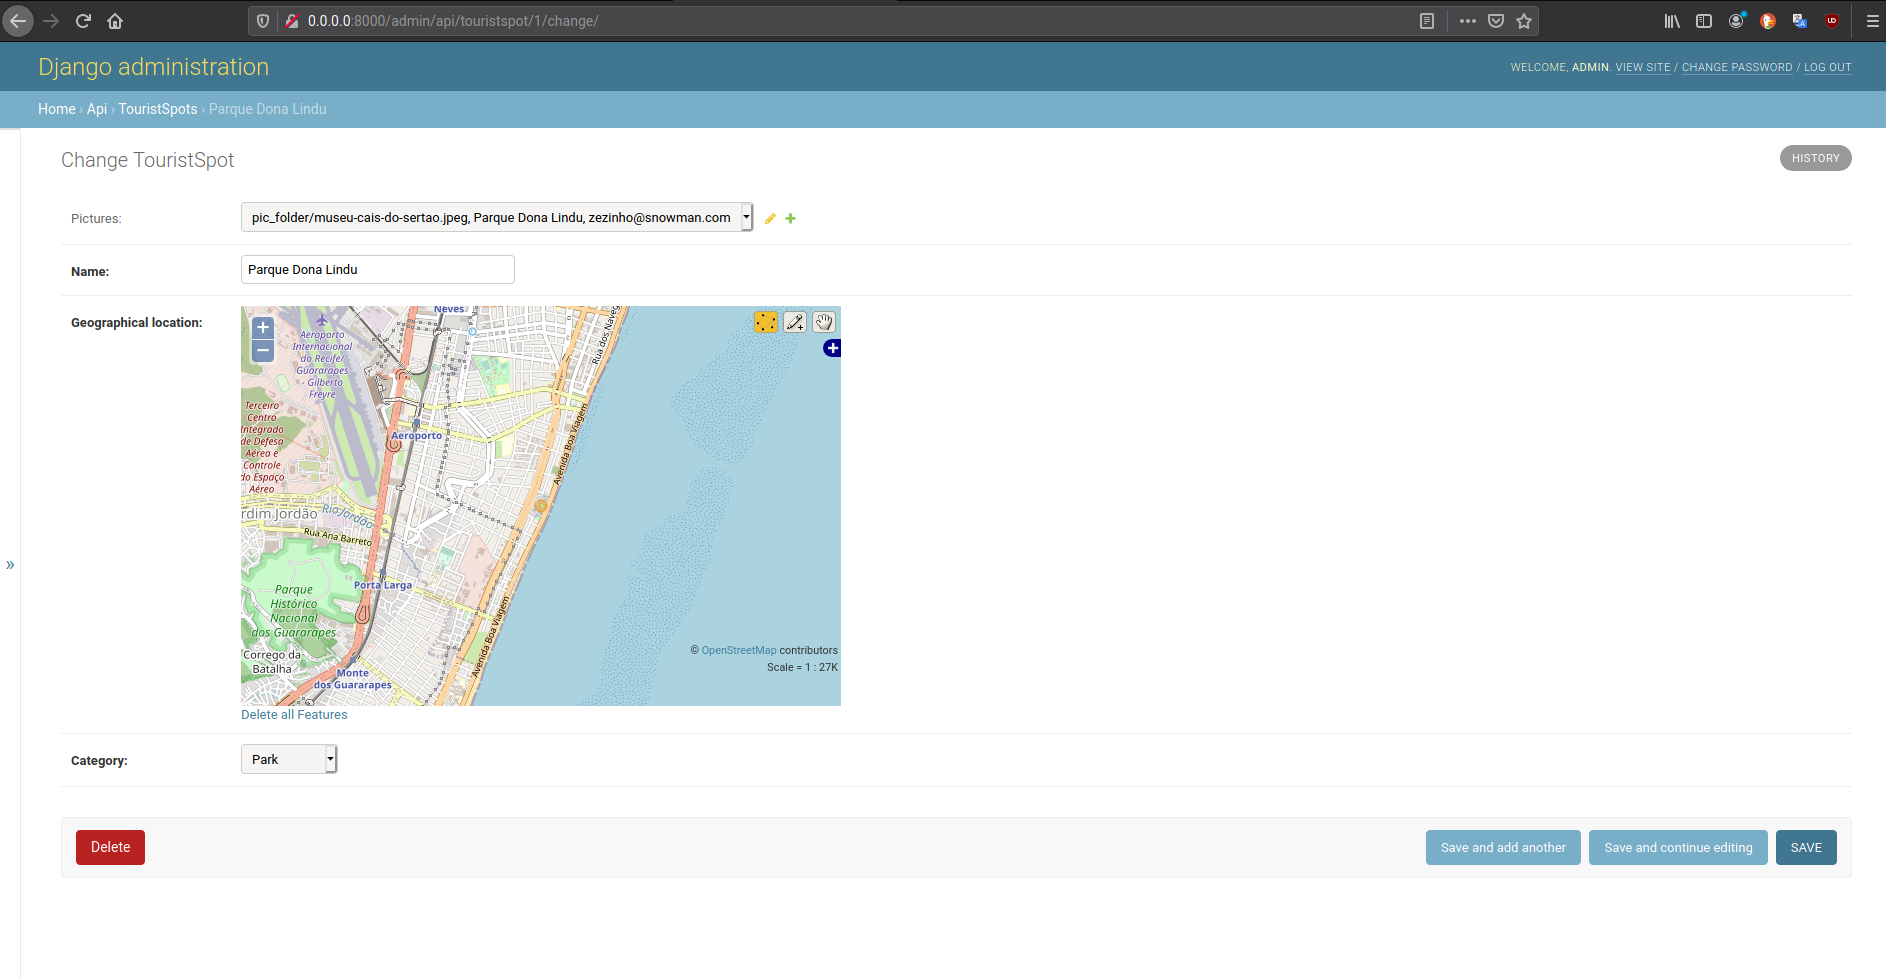 0.0.0.0:8000/admin/api/touristspot/1/change/
Django administration
WELCOME, ADMIN. VIEW SITE / CHANGE PASSWORD / LOG OUT
Home › Api › TouristSpots › Parque Dona Lindu
Change TouristSpot
HISTORY
Pictures:
pic_folder/museu-cais-do-sertao.jpeg, Parque Dona Lindu, zezinho@snowman.com
Name:
Parque Dona Lindu
Geographical location:
+
−
Neves
Rua dos Nave
Aeroporto
Internacional
do Recife/
Guararapes
- Gilberto
Freyre
Terceiro
Centro
Integrado
de Defesa
Aérea e
Controle
do Espaço
Aéreo
Aeroporto
Avenida Boa Viagem
rdim Jordão
Rio Jordão
Rua Ana Barreto
Porta Larga
Parque
Histórico
Nacional
dos Guararapes
Avenida Boa Viagem
Corrego da
Batalha
Monte
dos Guararapes
© OpenStreetMap contributors
Scale = 1 : 27K
Delete all Features
»
Category:
Park
Delete
Save and add another
Save and continue editing
SAVE